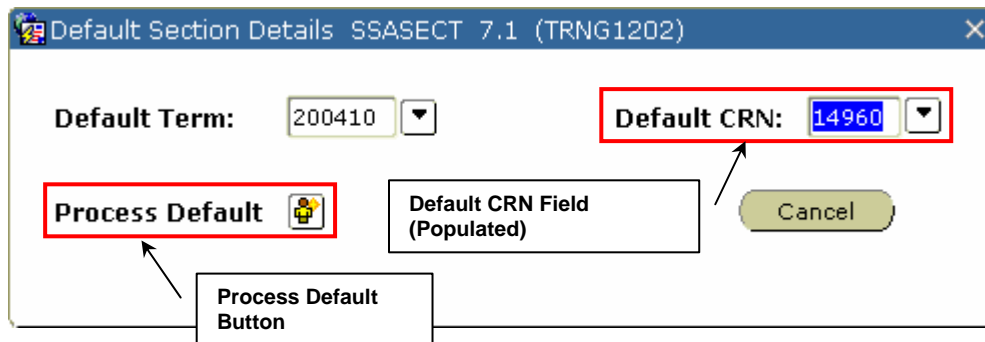 Default Section Details SSASECT 7.1 (TRNG1202)
Default Term: 200410 Default CRN: 14960
Process Default
Default CRN Field
(Populated)
Cancel
Process Default
Button